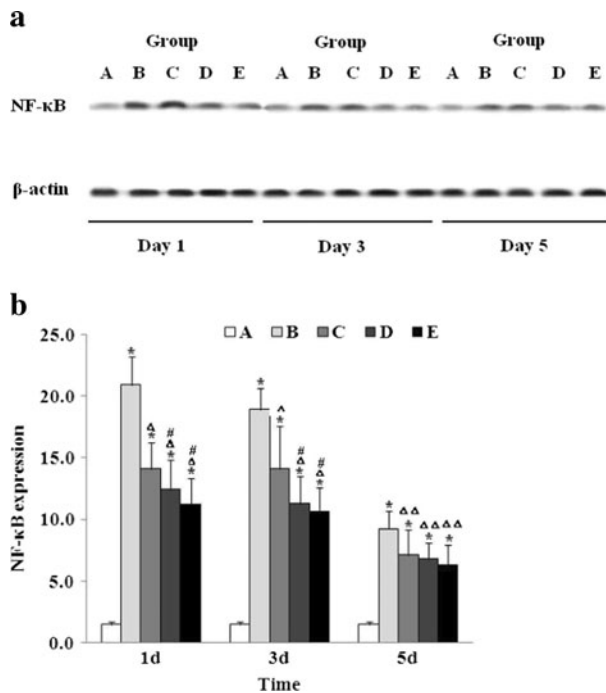 a
Group Group Group
A B C D E A B C D E A B C D E
NF-κB
β-actin
Day 1 Day 3 Day 5
b
A B C D E
25.0
20.0
15.0
10.0
5.0
0.0
NF-κB expression
* Δ * # Δ * # Δ *
* ^ * # Δ * # Δ *
* Δ Δ * Δ Δ * Δ Δ *
1d 3d 5d
Time